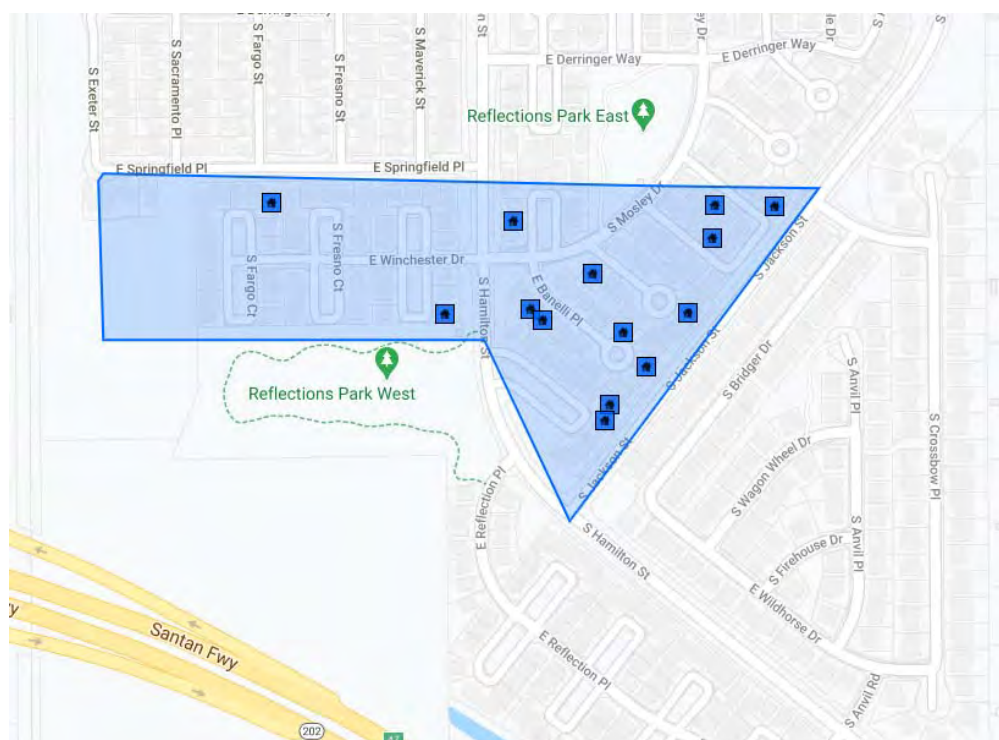 S Exeter St
S Sacramento Pl
S Fargo St
S Fresno St
S Maverick St
E Derringer Way
E Derringer Way
Reflections Park East
E Springfield Pl
E Springfield Pl
S Mosley Dr
S Jackson St
S Fargo Ct
S Fresno Ct
E Winchester Dr
S Hamilton St
E Banelli Pl
S Jackson St
S Bridger Dr
Reflections Park West
S Anvil Pl
S Crossbow Pl
S Jackson St
S Wagon Wheel Dr
E Reflection Pl
S Hamilton St
S Firehouse Dr
S Anvil Pl
E Wildhorse Dr
Santan Fwy
E Reflection Pl
S Anvil Rd
202